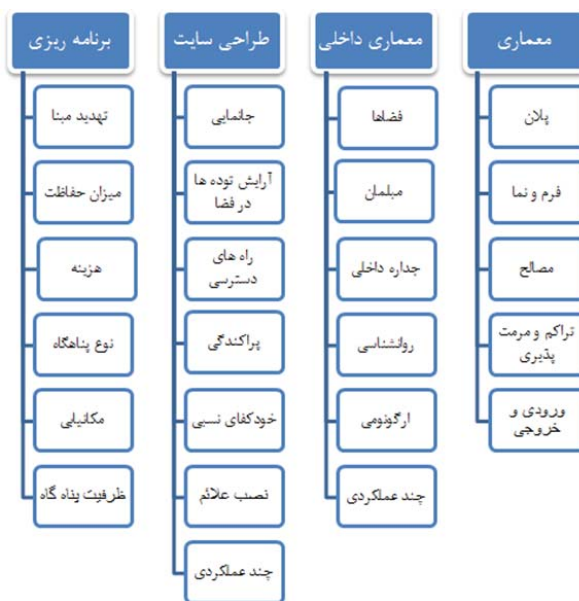 معماری
پلان
فرم و نما
مصالح
تراکم و مرمت
پذیری
ورودی و
خروجی
معماری داخلی
فضاها
مبلمان
جداره داخلی
روانشناسی
ارگونومی
چند عملکردی
طراحی سایت
جانمایی
آرایش توده ها
در فضا
راه های
دسترسی
پراکندگی
خودکفای نسبی
نصب علائم
چند عملکردی
برنامه ریزی
تهدید مبنا
میزان حفاظت
هزینه
نوع پناهگاه
مکانیابی
ظرفیت پناه گاه